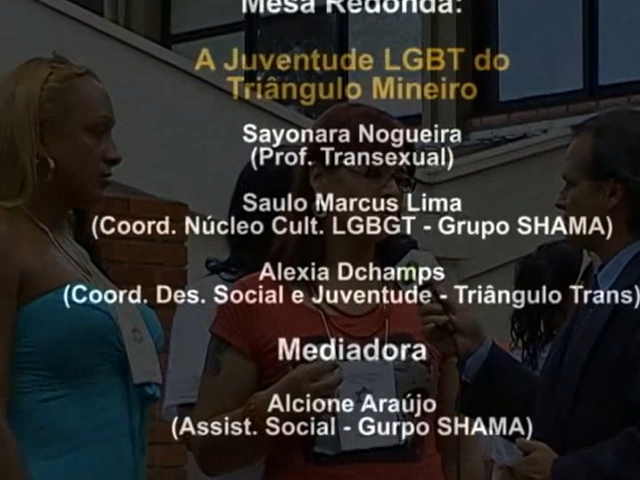 Mesa Redonda:
A Juventude LGBT do
Triângulo Mineiro
Sayonara Nogueira
(Prof. Transexual)
Saulo Marcus Lima
(Coord. Núcleo Cult. LGBGT - Grupo SHAMA)
Alexia Dchamps
(Coord. Des. Social e Juventude - Triângulo Trans)
Mediadora
Alcione Araújo
(Assist. Social - Gurpo SHAMA)